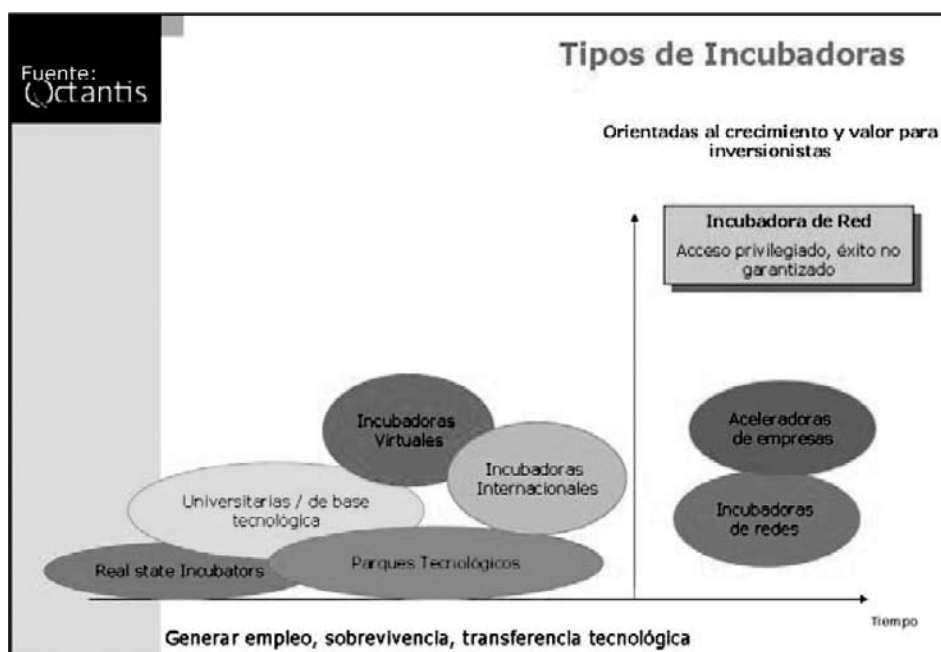 Fuente:
Octantis
Tipos de Incubadoras
Orientadas al crecimiento y valor para
inversionistas
Incubadora de Red
Acceso privilegiado, éxito no
garantizado
Incubadoras
Virtuales
Aceleradoras
de empresas
Incubadoras
Internacionales
Universitarias / de base
tecnológica
Incubadoras
de redes
Parques Tecnológicos
Real state Incubators
Tiempo
Generar empleo, sobrevivencia, transferencia tecnológica